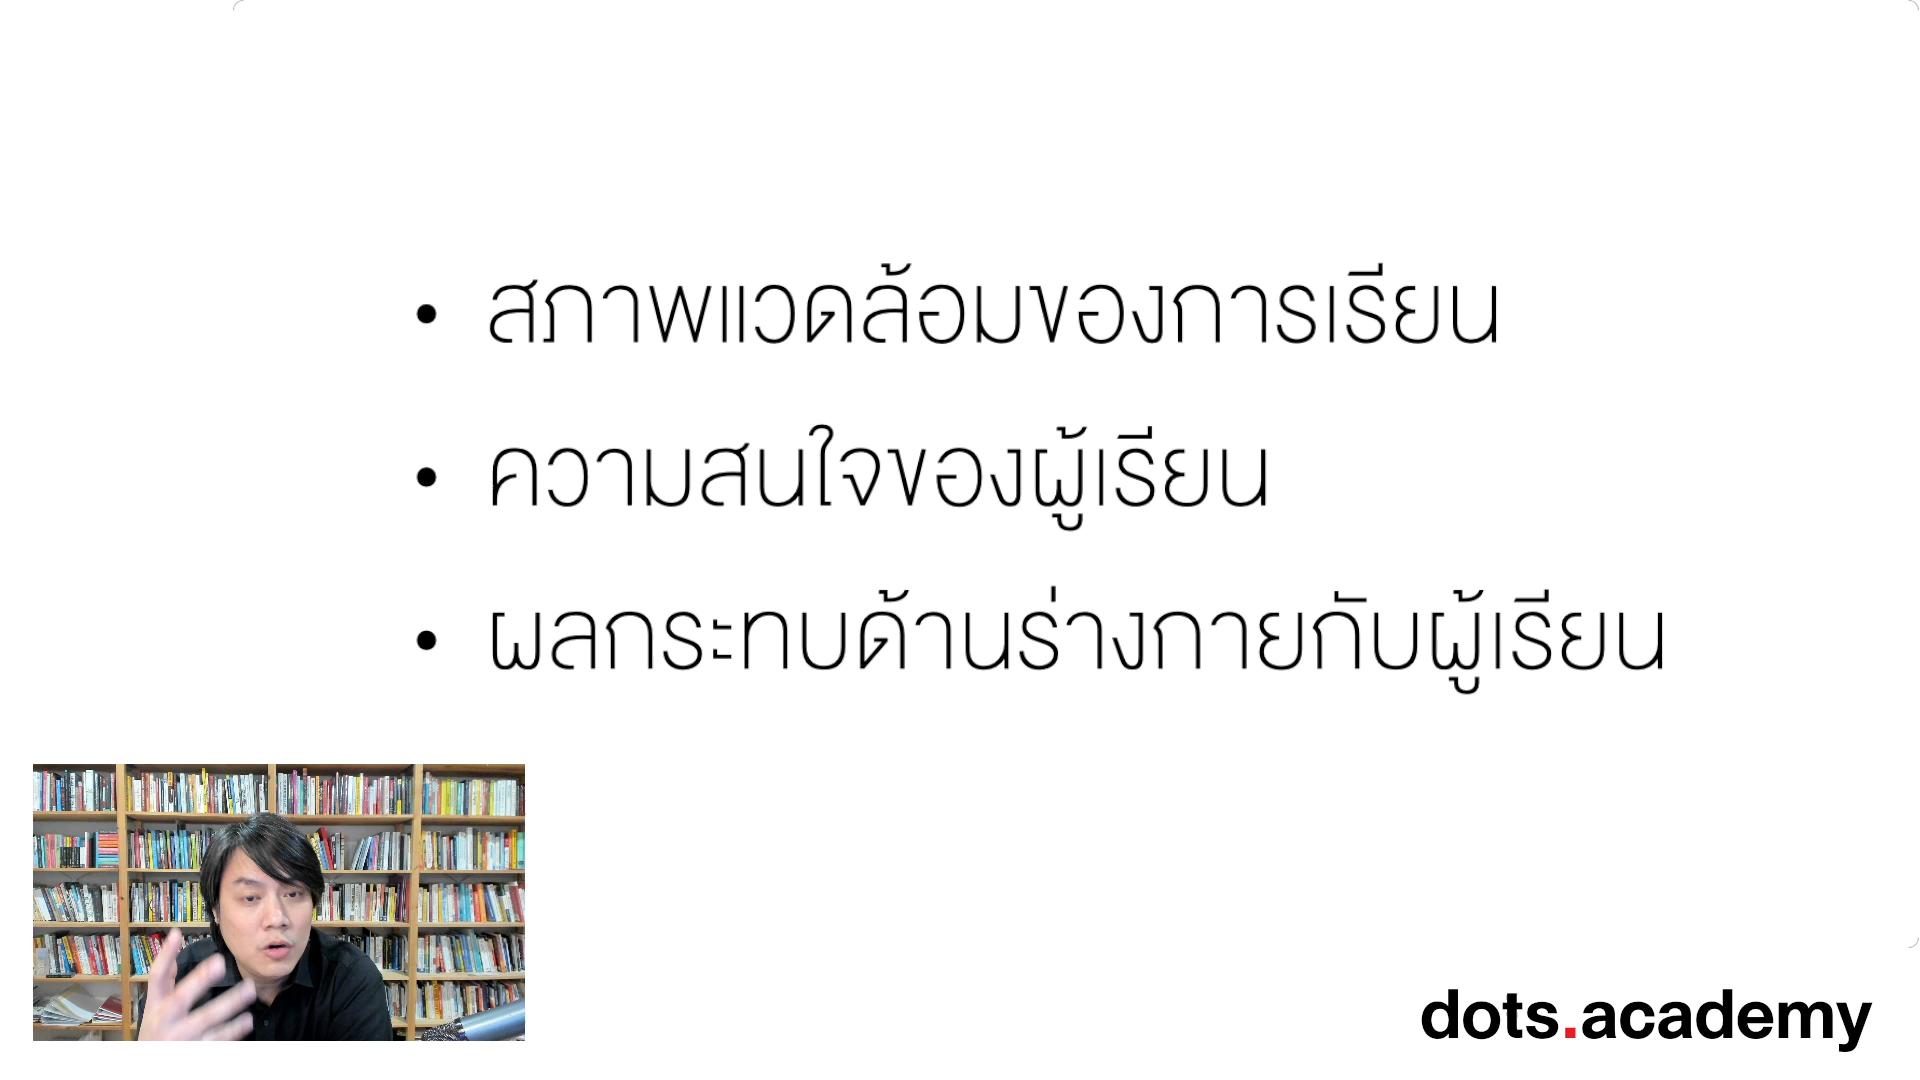 • สภาพแวดล้อมของการเรียน
• ความสนใจของผู้เรียน
• ผลกระทบด้านร่างกายกับผู้เรียน
dots.academy